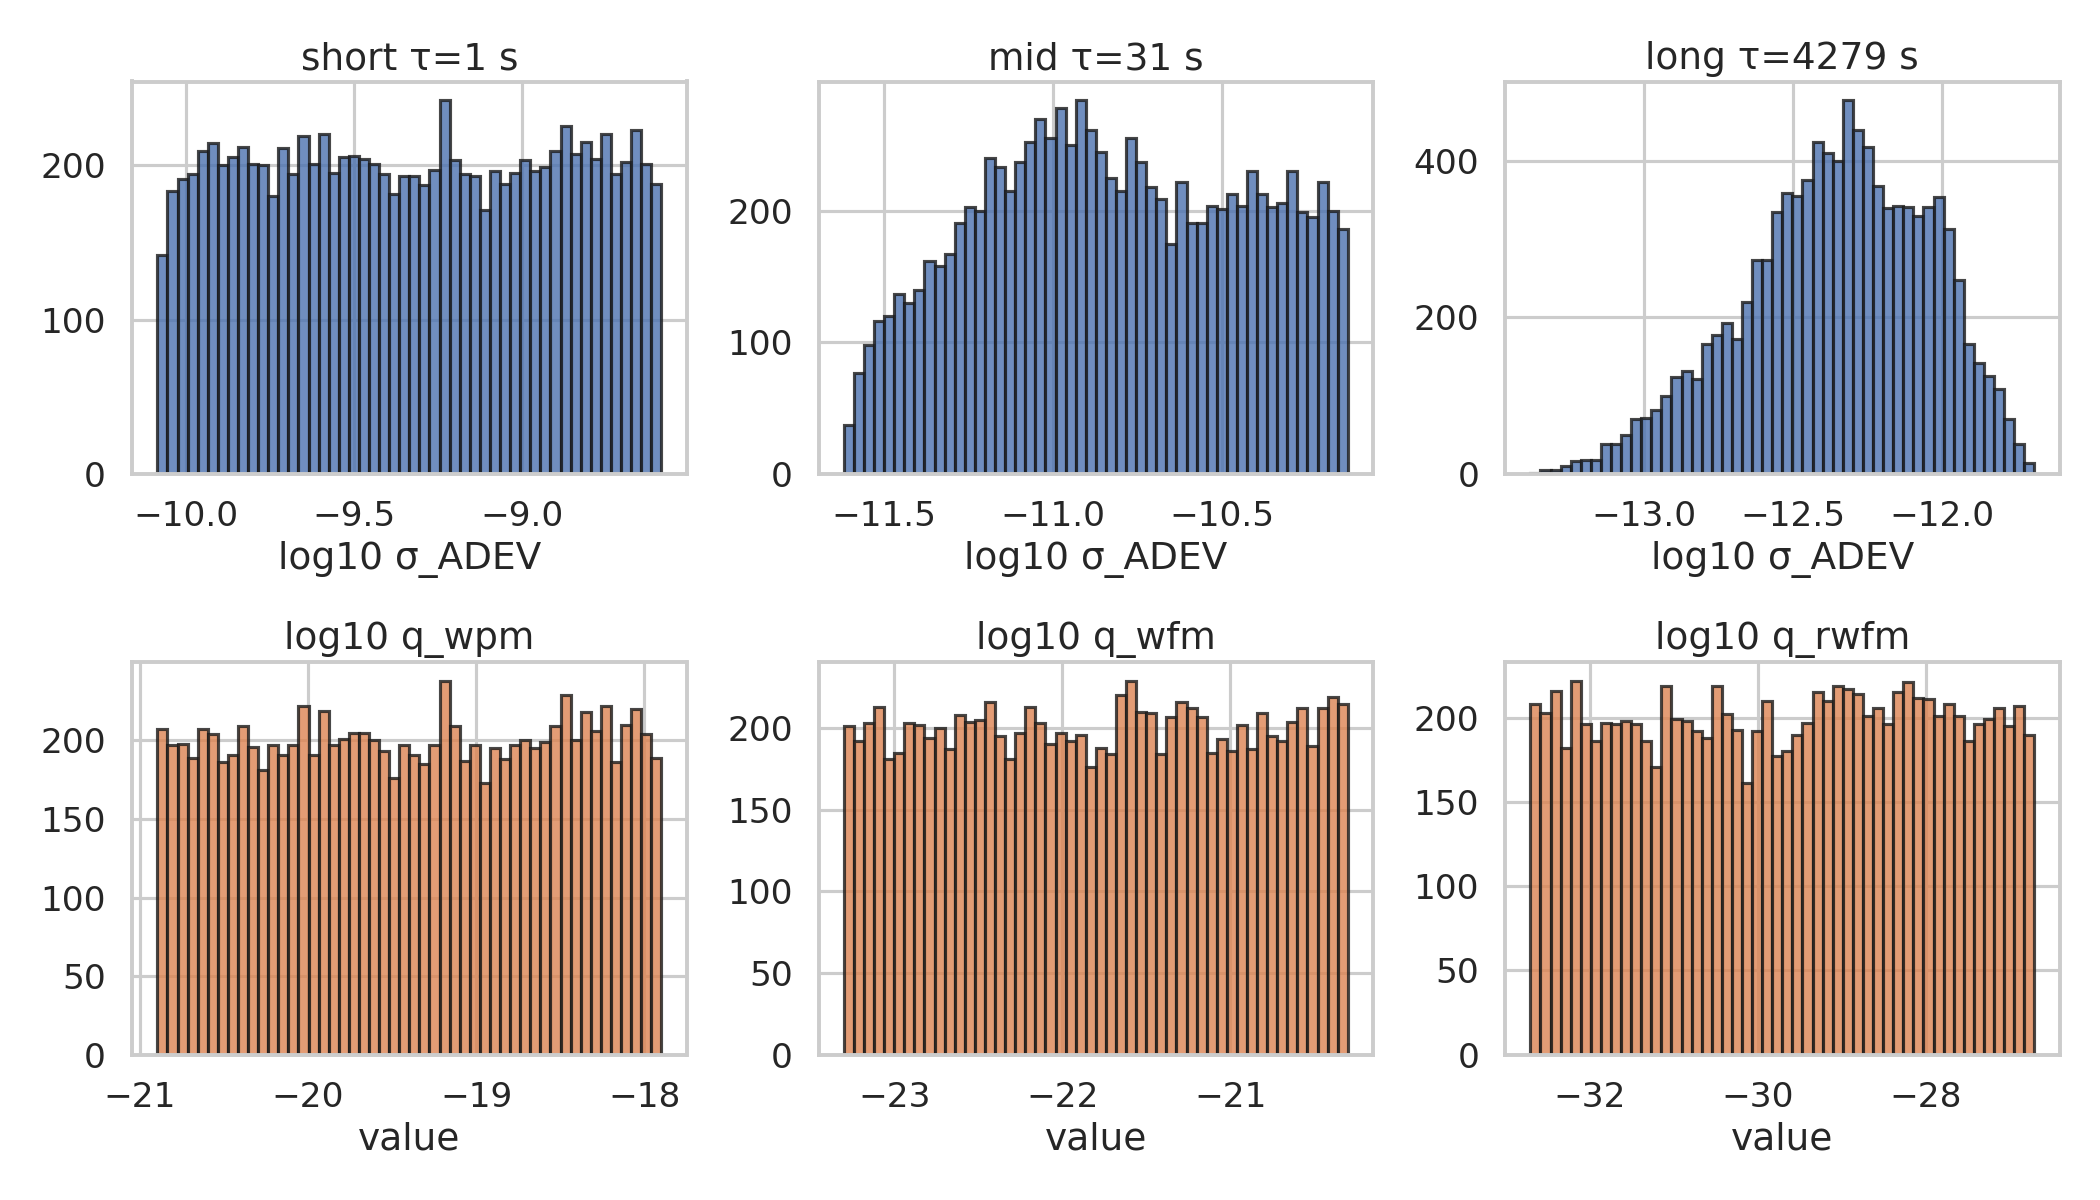 short τ=1 s
mid τ=31 s
long τ=4279 s
200
100
0
200
100
0
400
200
0
−10.0 −9.5 −9.0
−11.5 −11.0 −10.5
−13.0 −12.5 −12.0
log10 σ_ADEV
log10 σ_ADEV
log10 σ_ADEV
log10 q_wpm
log10 q_wfm
log10 q_rwfm
200
150
100
50
0
200
150
100
50
0
200
150
100
50
0
−21 −20 −19 −18
−23 −22 −21
−32 −30 −28
value
value
value